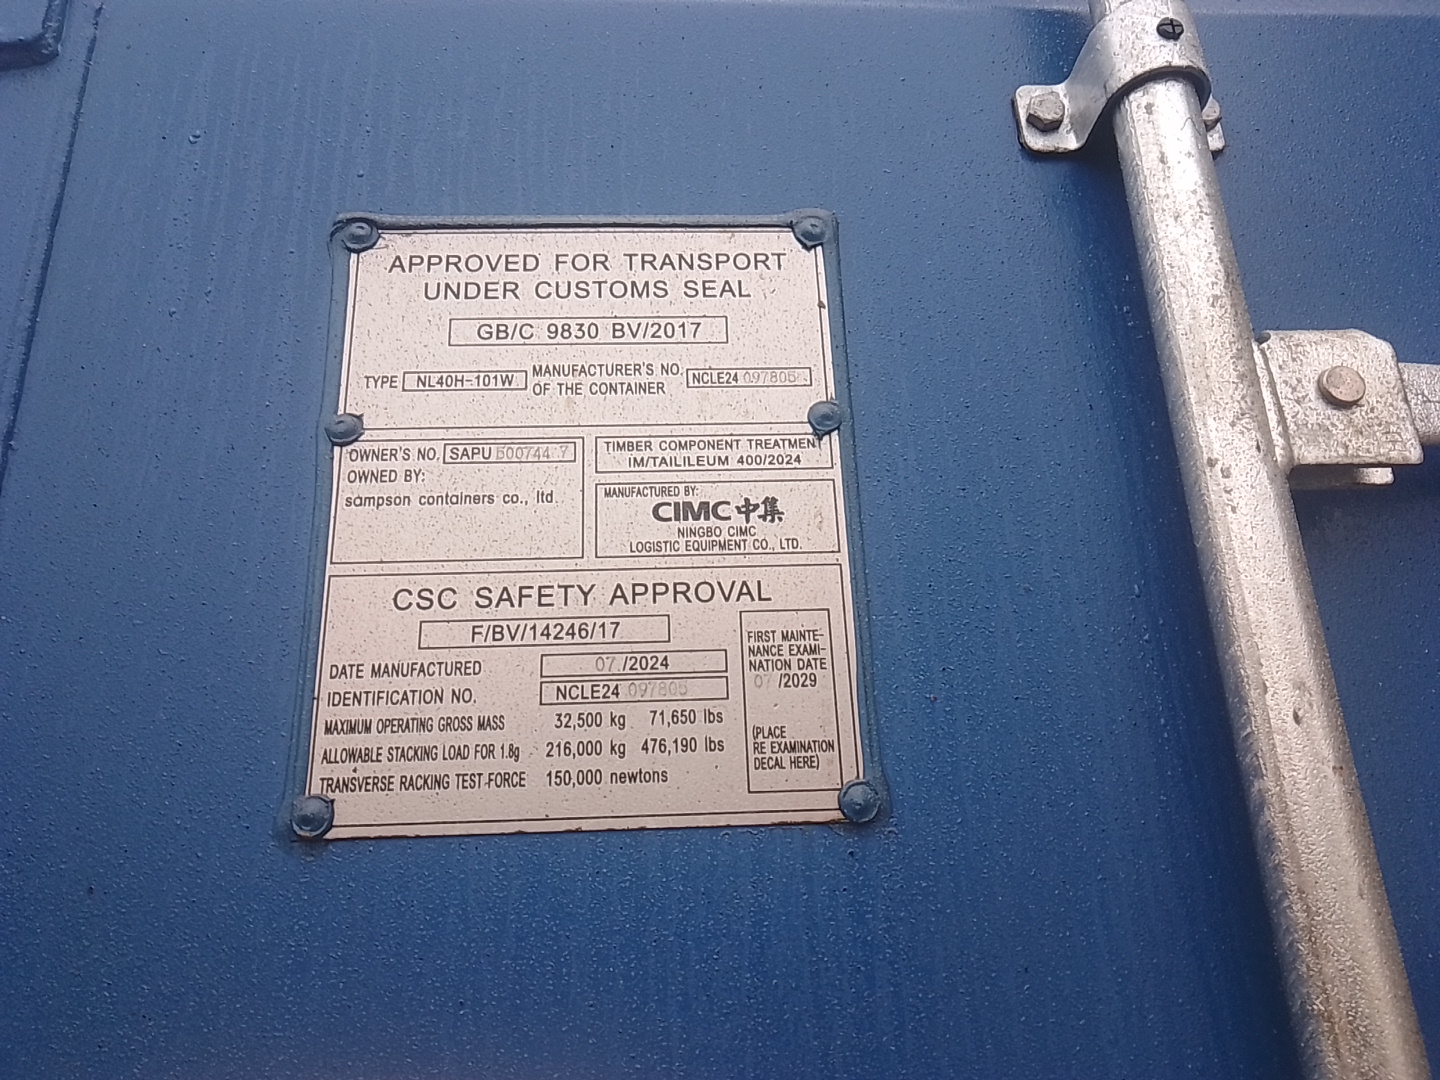 APPROVED FOR TRANSPORT
UNDER CUSTOMS SEAL
GB/C 9830 BV/2017
TYPE NL40H-101W
MANUFACTURER'S NO.
OF THE CONTAINER
NCLE24 097805
OWNER'S NO. SAPU 500744 7
OWNED BY:
sampson containers co., ltd.
TIMBER COMPONENT TREATMENT
IM/TAILILEUM 400/2024
MANUFACTURED BY:
CIMC 中集
NINGBO CIMC
LOGISTIC EQUIPMENT CO., LTD.
CSC SAFETY APPROVAL
F/BV/14246/17
DATE MANUFACTURED 07 /2024
IDENTIFICATION NO. NCLE24 097805
MAXIMUM OPERATING GROSS MASS 32,500 kg 71,650 lbs
ALLOWABLE STACKING LOAD FOR 1.8g 216,000 kg 476,190 lbs
TRANSVERSE RACKING TEST FORCE 150,000 newtons
FIRST MAINTE-
NANCE EXAMI-
NATION DATE
07 /2029
(PLACE
RE EXAMINATION
DECAL HERE)